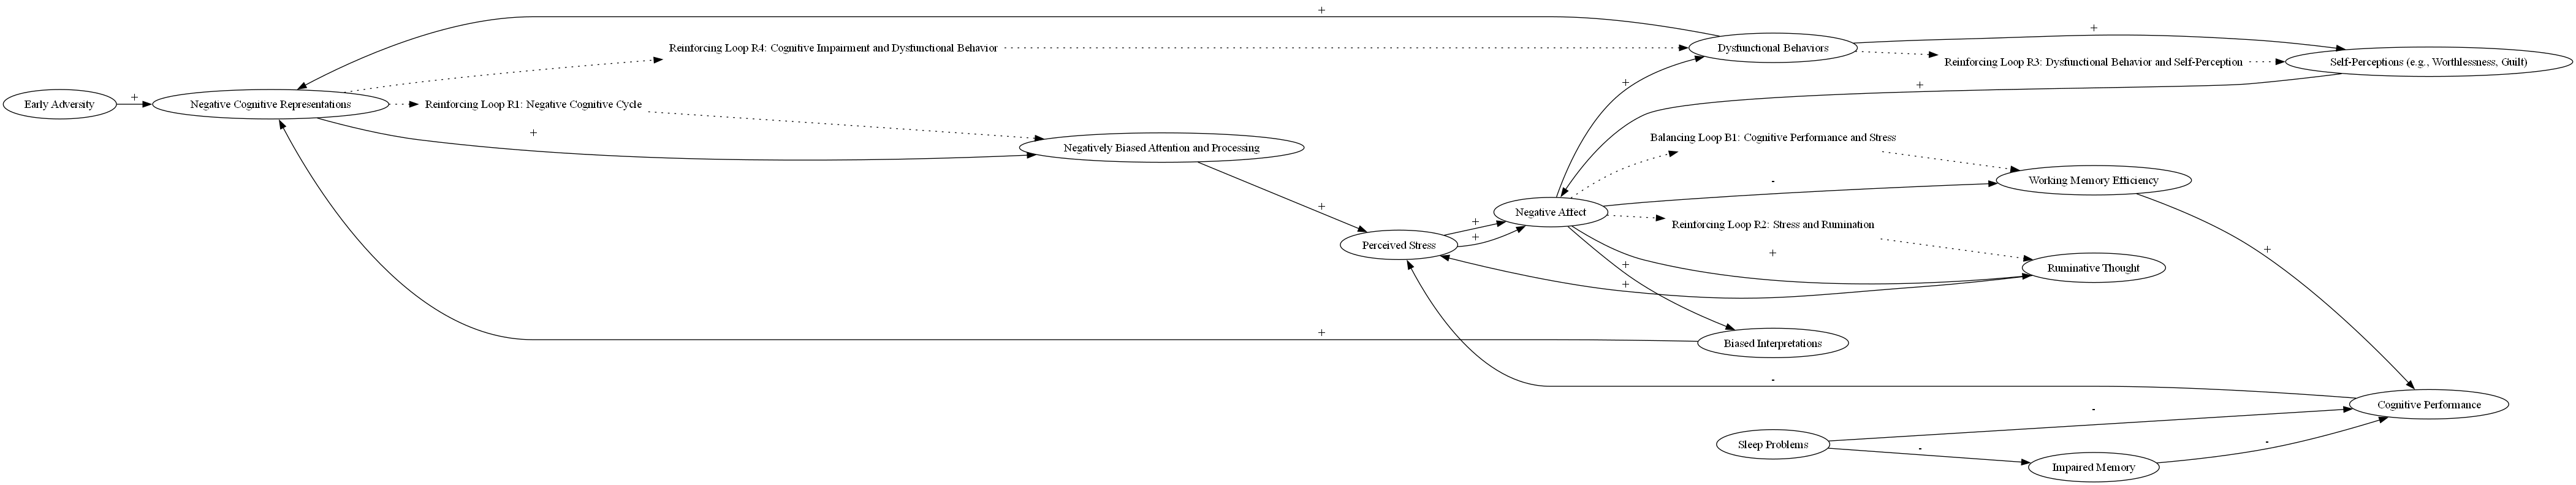 +
Reinforcing Loop R4: Cognitive Impairment and Dysfunctional Behavior
Dysfunctional Behaviors
+
Reinforcing Loop R3: Dysfunctional Behavior and Self-Perception
Self-Perceptions (e.g., Worthlessness, Guilt)
+
+
Early Adversity
+
Negative Cognitive Representations
Reinforcing Loop R1: Negative Cognitive Cycle
+
Negatively Biased Attention and Processing
Balancing Loop B1: Cognitive Performance and Stress
-
Working Memory Efficiency
+
Negative Affect
+
+
Reinforcing Loop R2: Stress and Rumination
Perceived Stress
+
+
+
+
Ruminative Thought
+
Biased Interpretations
-
Cognitive Performance
-
Sleep Problems
-
-
Impaired Memory